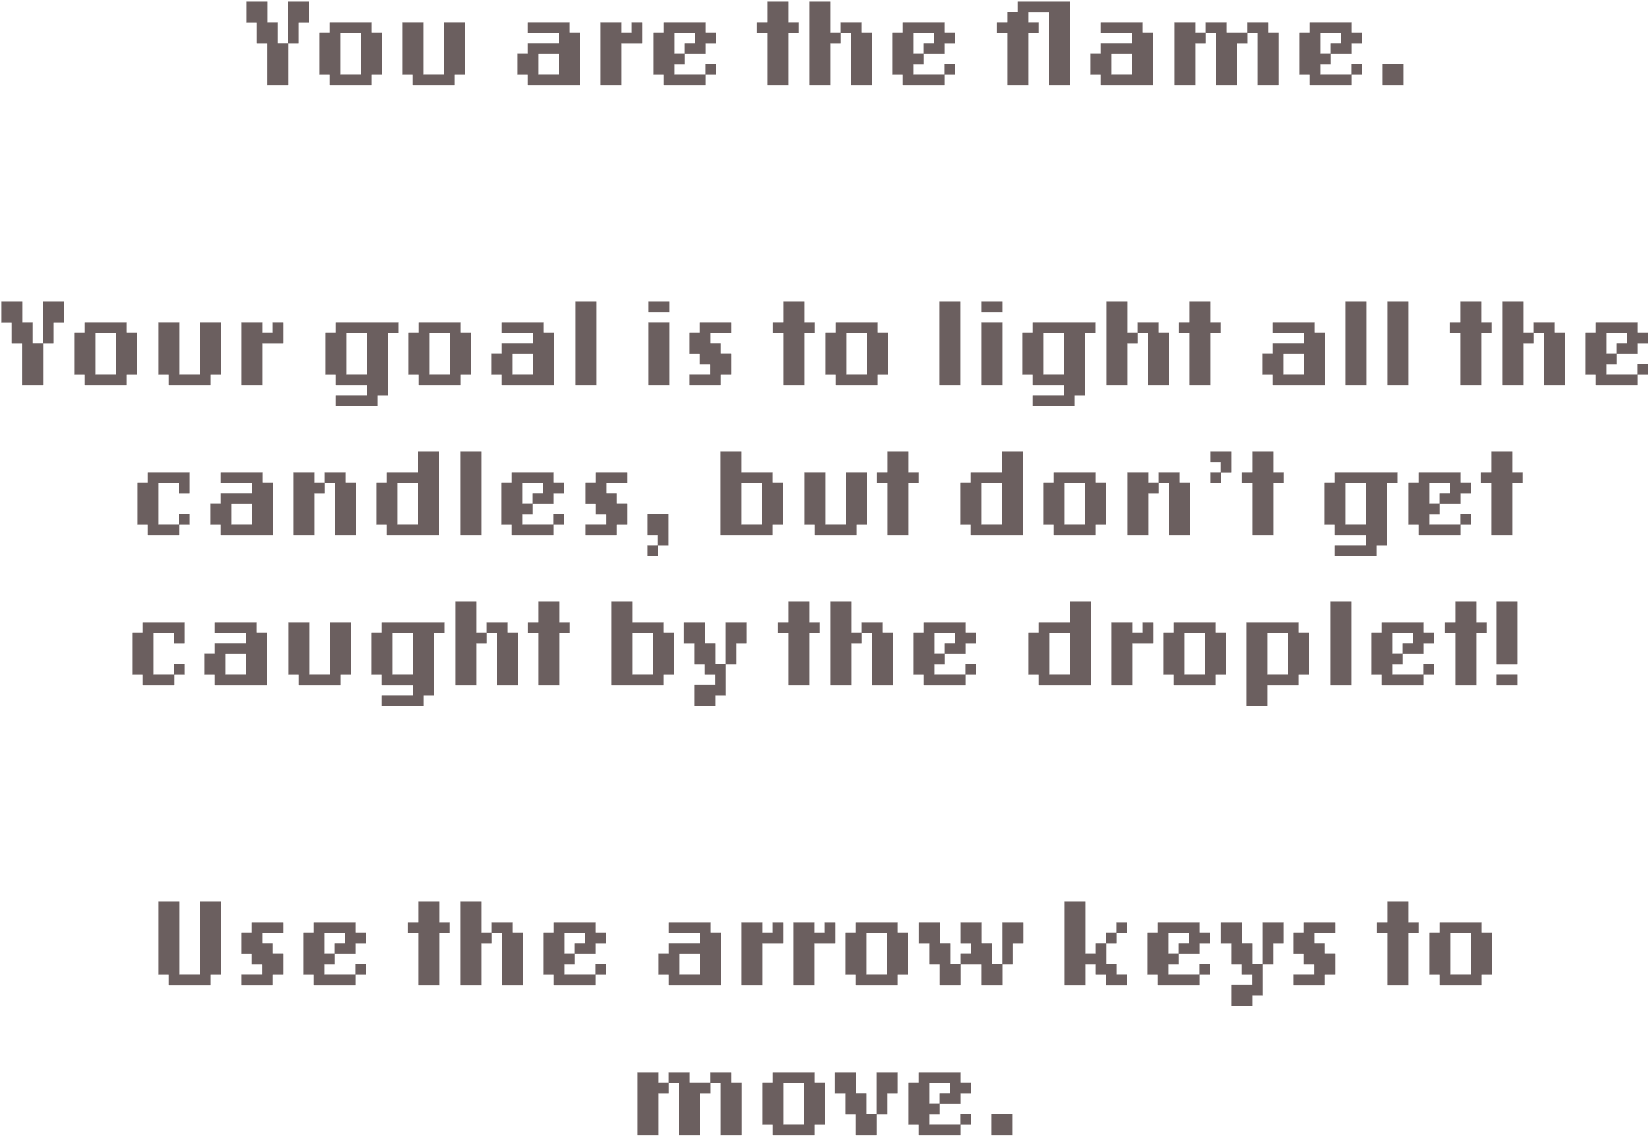 You are the flame.
Your goal is to light all the
candles, but don't get
caught by the droplet!
Use the arrow keys to
move.